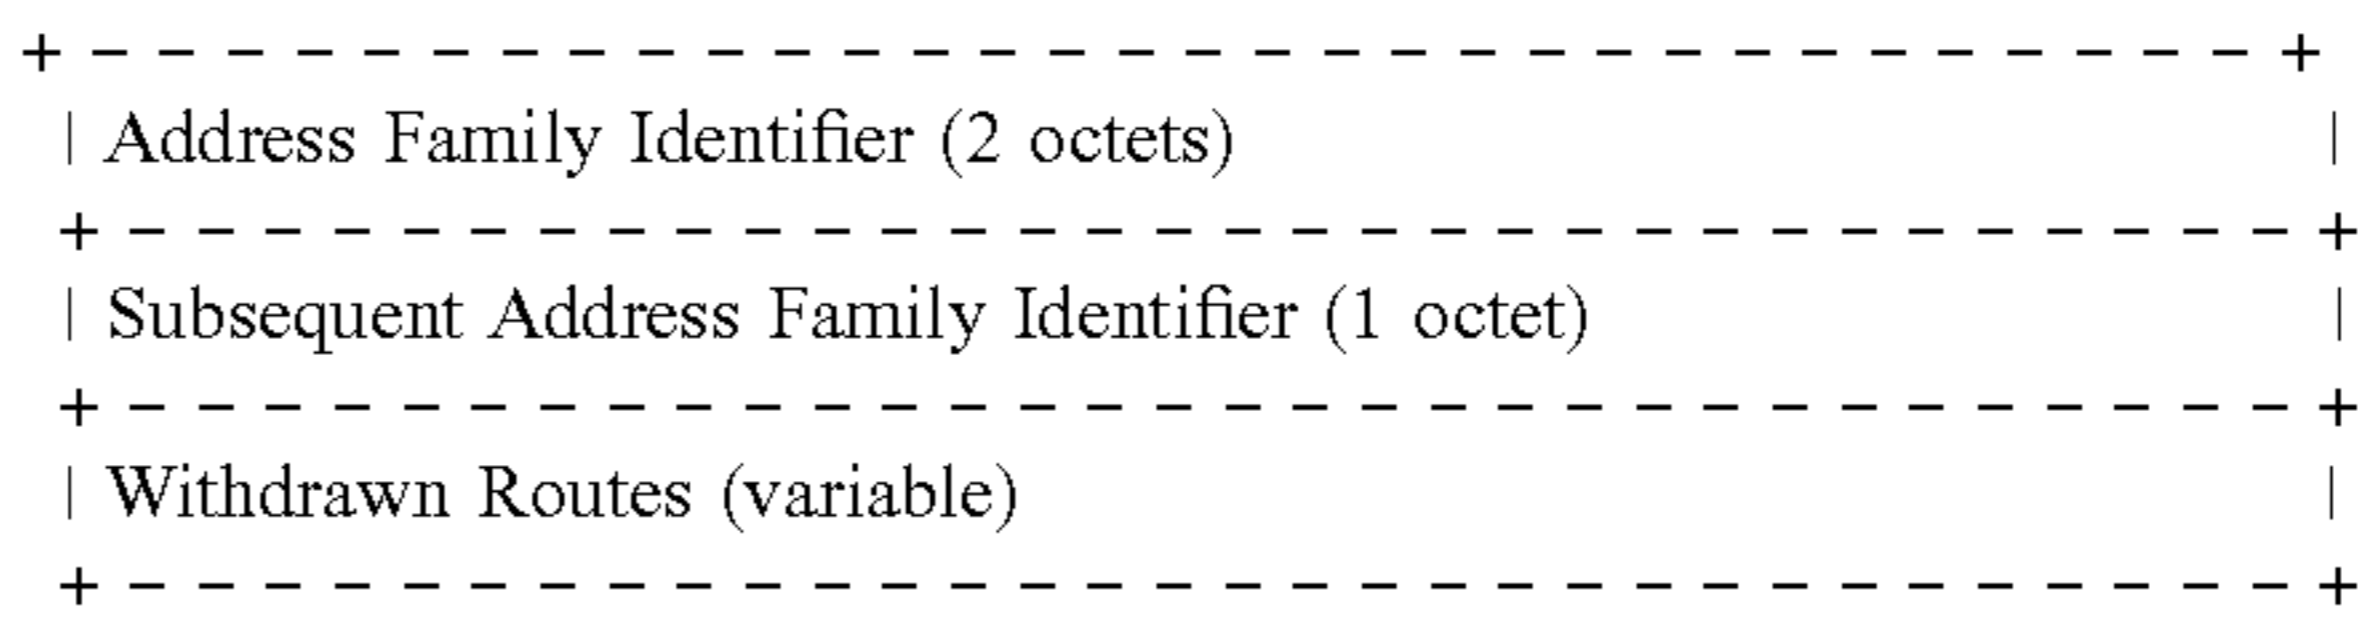 + − − − − − − − − − − − − − − − − − − − − − − − − − − − − − − − − +
| Address Family Identifier (2 octets) |
+ − − − − − − − − − − − − − − − − − − − − − − − − − − − − − − − − +
| Subsequent Address Family Identifier (1 octet) |
+ − − − − − − − − − − − − − − − − − − − − − − − − − − − − − − − − +
| Withdrawn Routes (variable) |
+ − − − − − − − − − − − − − − − − − − − − − − − − − − − − − − − − +